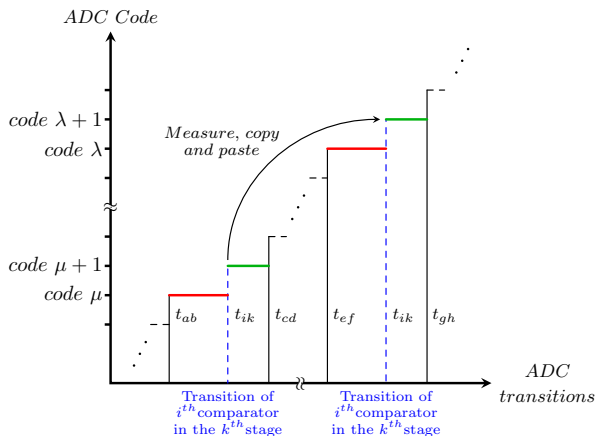 ADC Code
code λ + 1
code λ
Measure, copy
and paste
code μ + 1
code μ
t_ab
t_ik
t_cd
t_ef
t_ik
t_gh
ADC
transitions
Transition of
i^th comparator
in the k^th stage
Transition of
i^th comparator
in the k^th stage